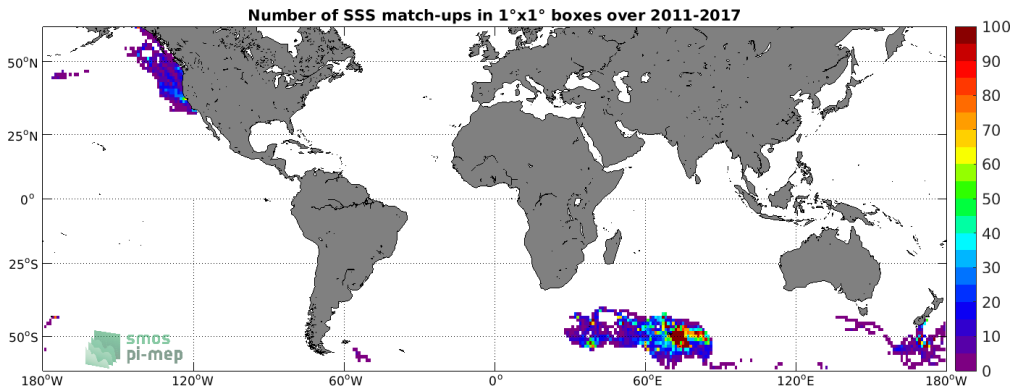 Number of SSS match-ups in 1°x1° boxes over 2011-2017
100
90
80
70
60
50
40
30
20
10
0
50°N
25°N
0°
25°S
50°S
180°W
120°W
60°W
0°
60°E
120°E
180°W
smos
pi-mep